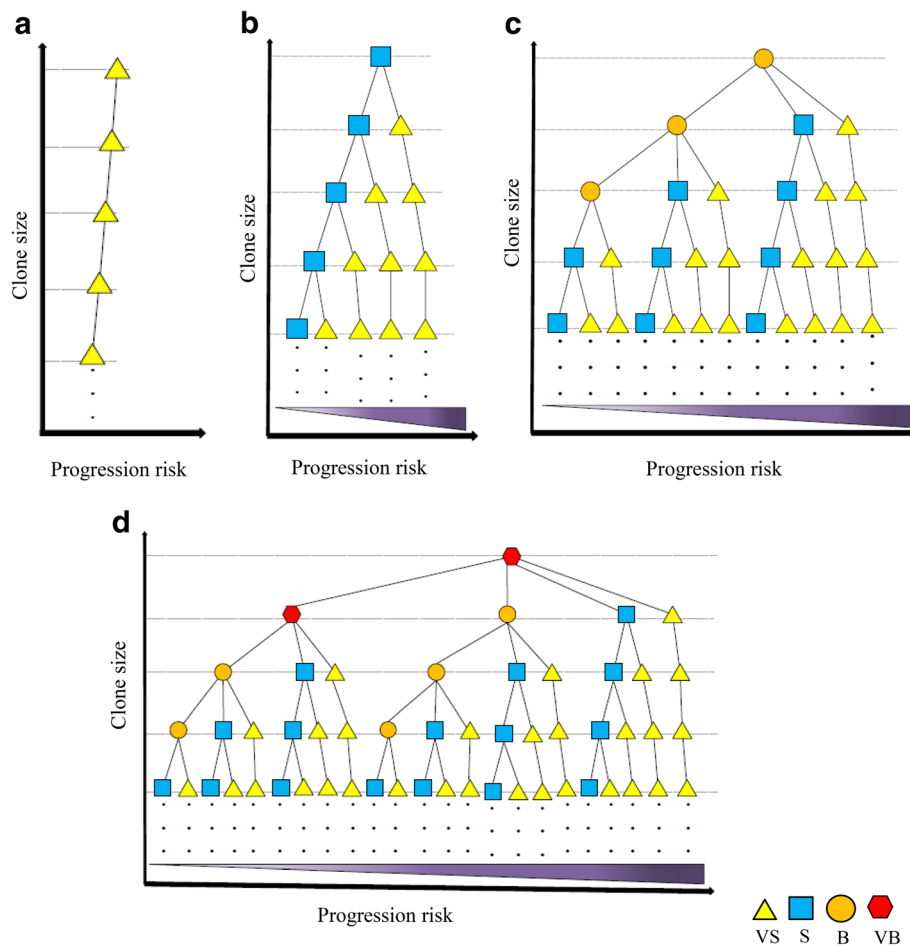 a
Clone size
Progression risk
b
Clone size
Progression risk
c
Clone size
Progression risk
d
Clone size
Progression risk
VS S B VB